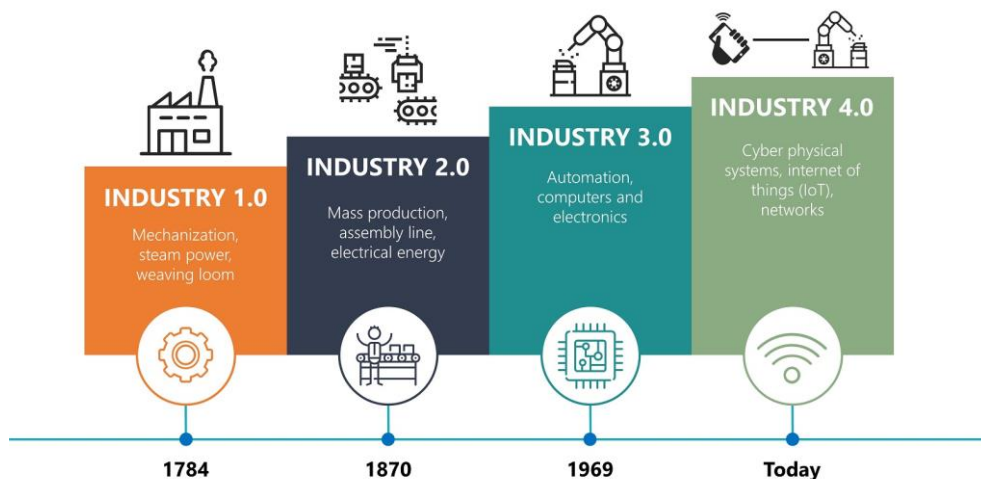 INDUSTRY 1.0
Mechanization,
steam power,
weaving loom
INDUSTRY 2.0
Mass production,
assembly line,
electrical energy
INDUSTRY 3.0
Automation,
computers and
electronics
INDUSTRY 4.0
Cyber physical
systems, internet of
things (IoT),
networks
1784
1870
1969
Today